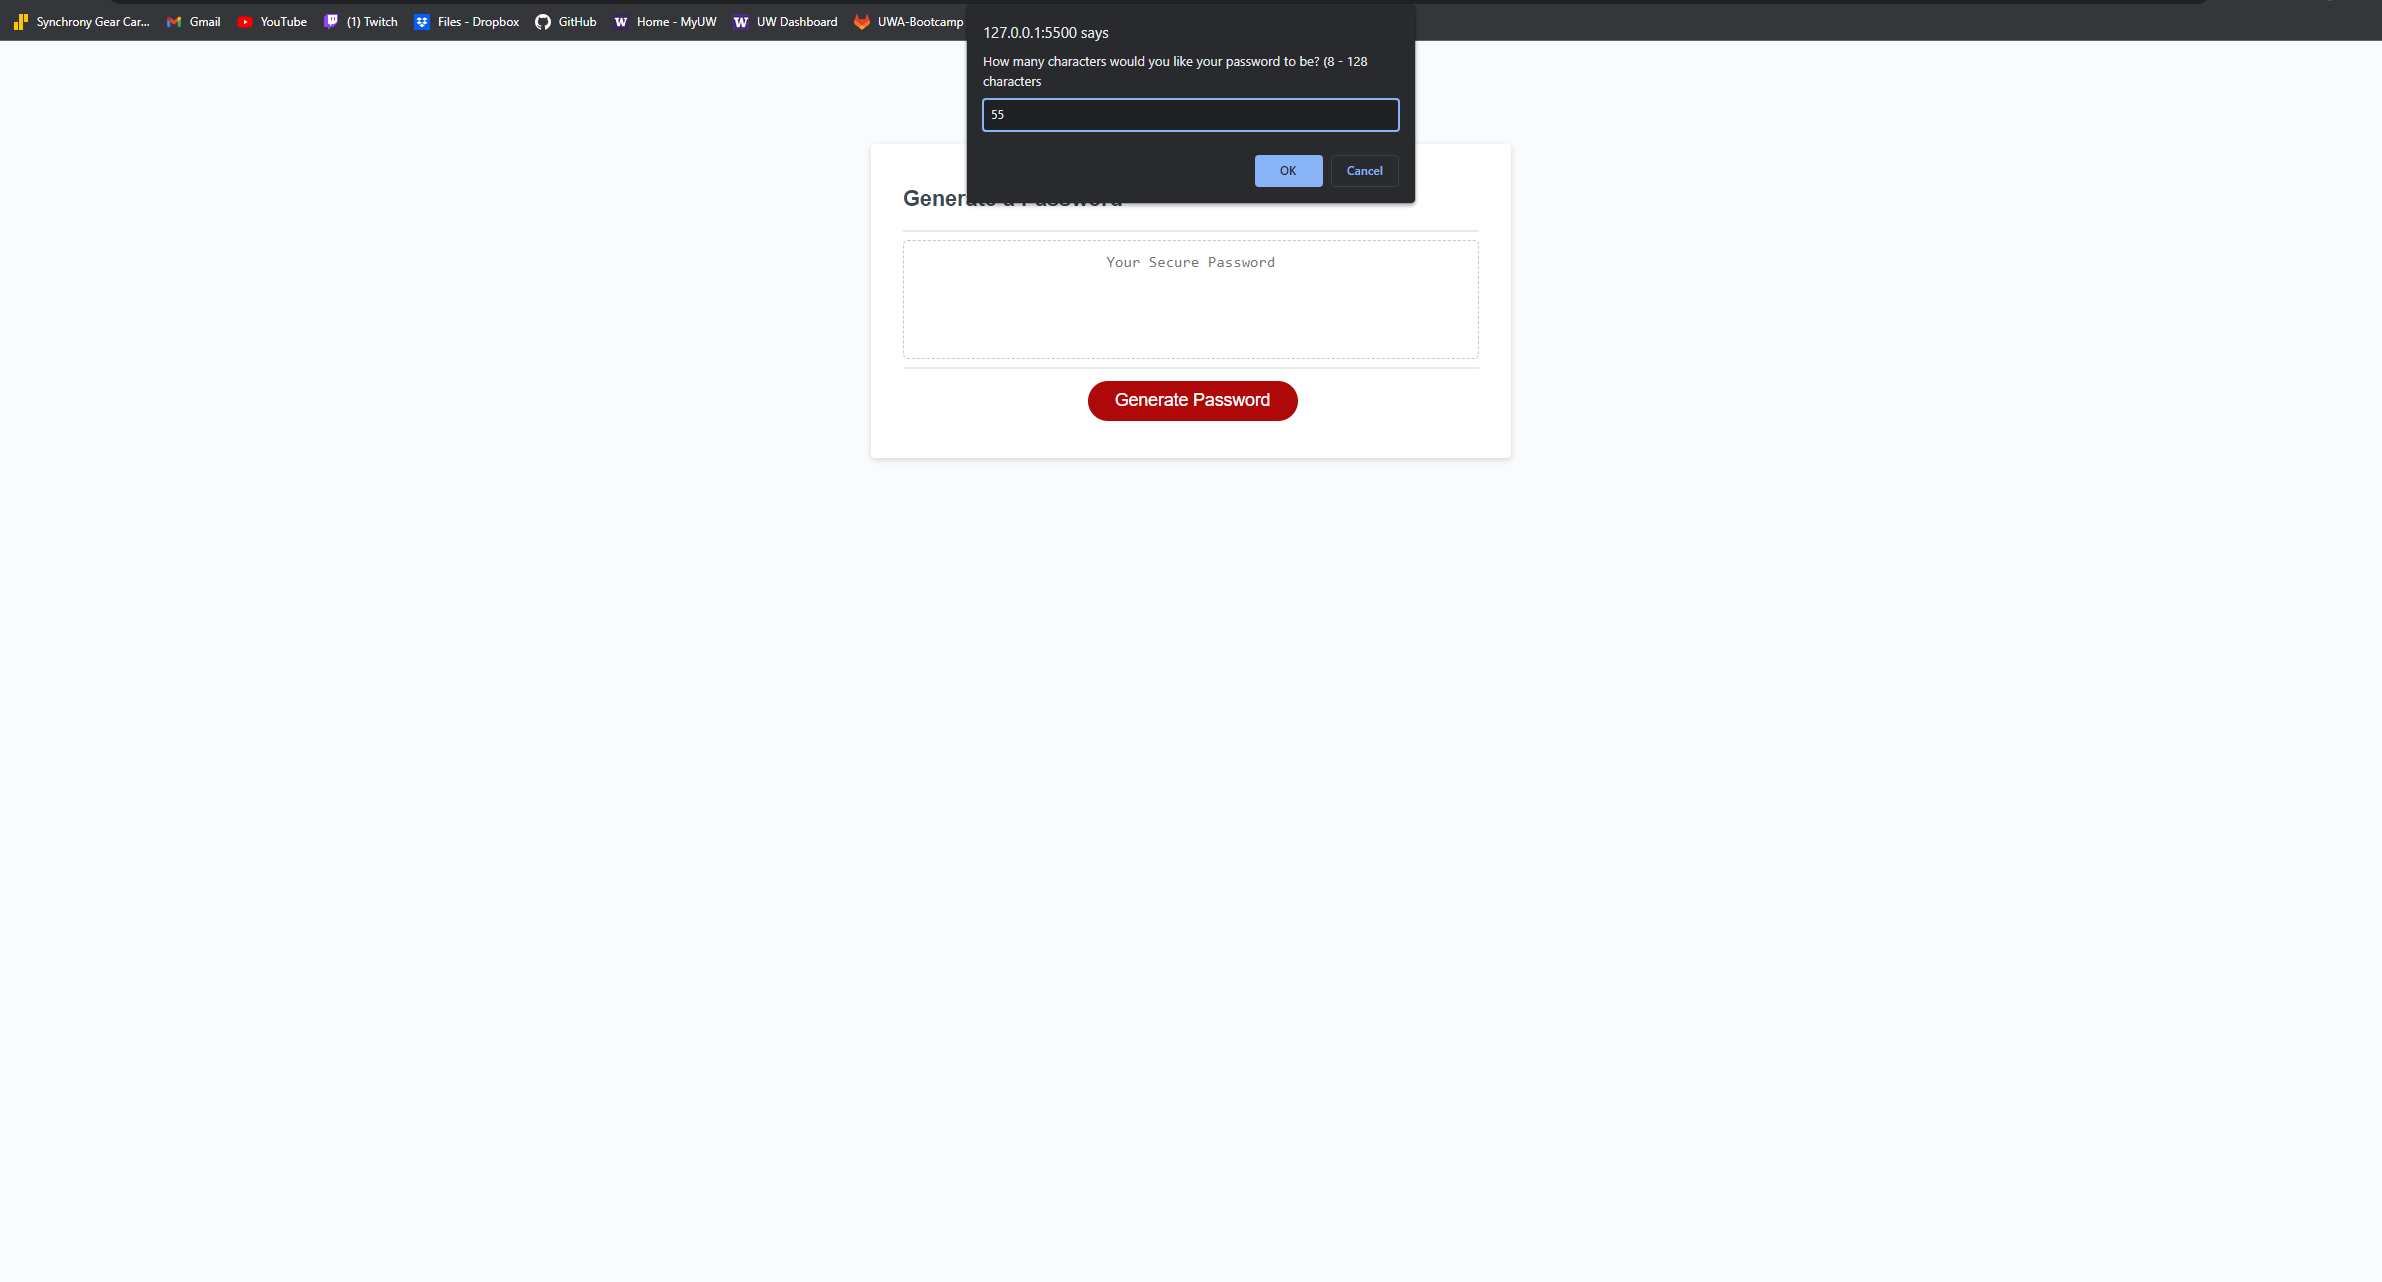 Synchrony Gear Car... Gmail YouTube (1) Twitch Files - Dropbox GitHub Home - MyUW UW Dashboard UWA-Bootcamp
127.0.0.1:5500 says
How many characters would you like your password to be? (8 - 128
characters
55
OK Cancel
Generate a Password
Your Secure Password
Generate Password